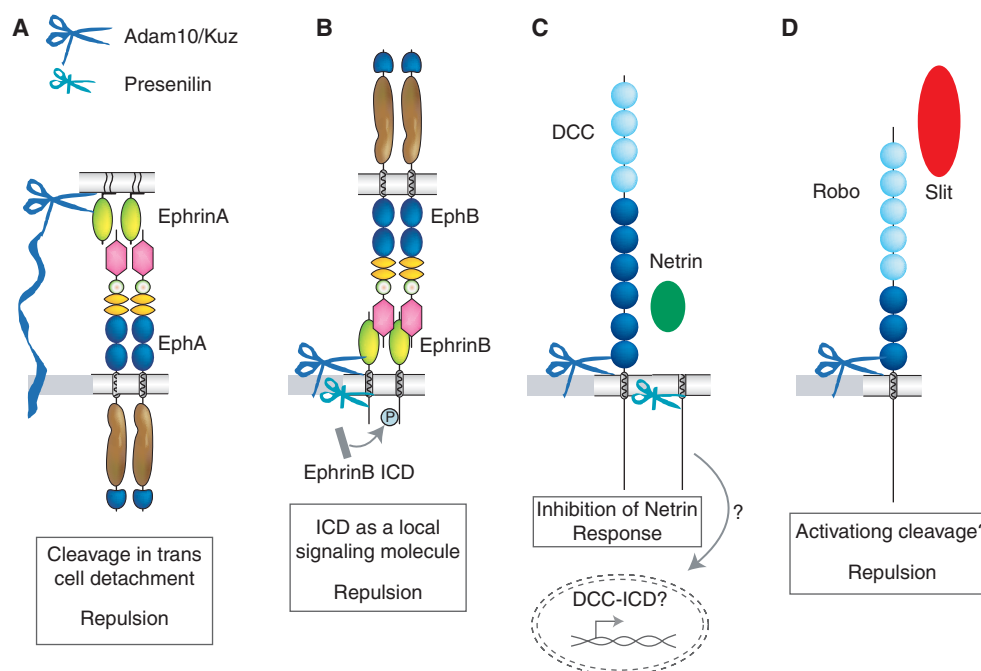 A
Adam10/Kuz
Presenilin
EphrinA
EphA
Cleavage in trans
cell detachment
Repulsion
B
EphB
EphrinB
P
EphrinB ICD
ICD as a local
signaling molecule
Repulsion
C
DCC
Netrin
Inhibition of Netrin
Response
?
DCC-ICD?
D
Robo
Slit
Activationg cleavage?
Repulsion